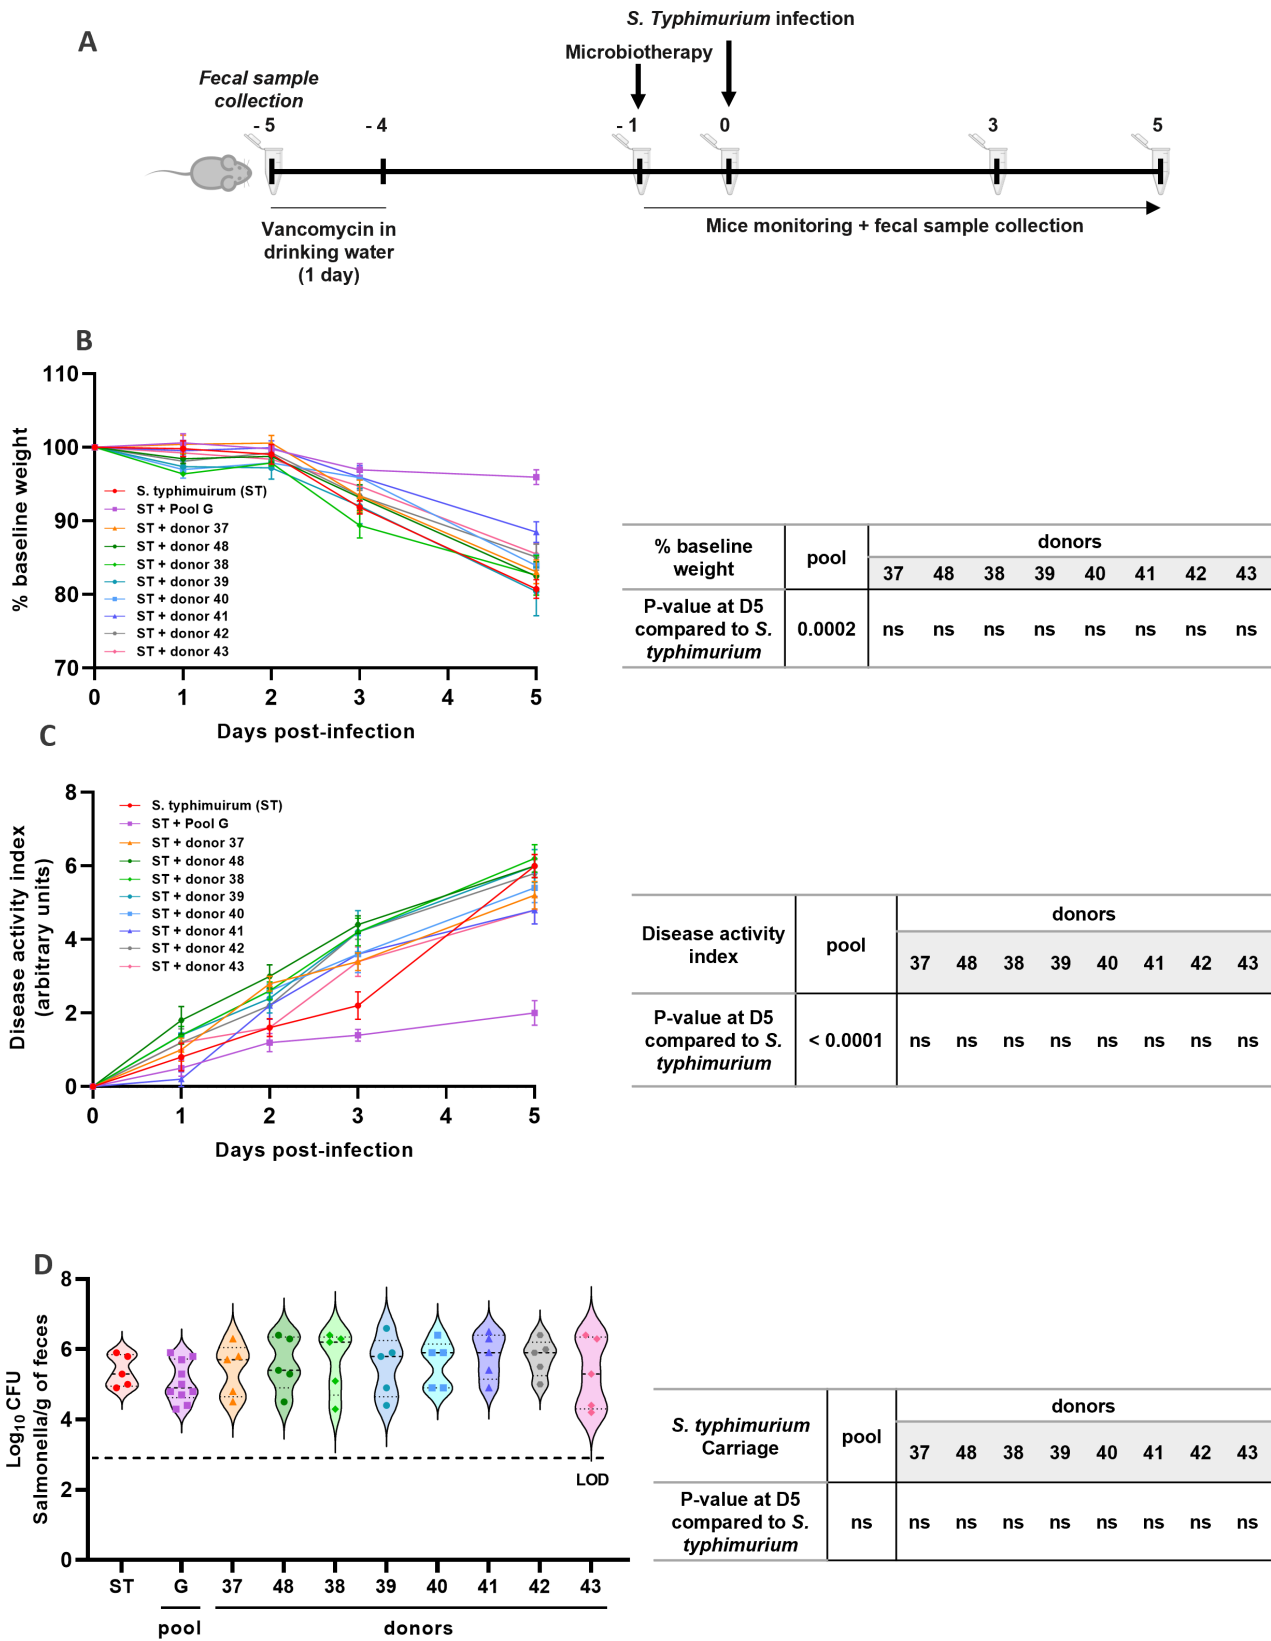 A
S. Typhimurium infection
Microbiotherapy
Fecal sample
collection
- 5
- 4
- 1
0
3
5
Vancomycin in
drinking water
(1 day)
Mice monitoring + fecal sample collection
B
110
100
90
80
70
% baseline weight
S. typhimuirum (ST)
ST + Pool G
ST + donor 37
ST + donor 48
ST + donor 38
ST + donor 39
ST + donor 40
ST + donor 41
ST + donor 42
ST + donor 43
0 1 2 3 4 5
Days post-infection
% baseline
weight
pool
donors
37 48 38 39 40 41 42 43
P-value at D5
compared to S.
typhimurium
0.0002
ns ns ns ns ns ns ns ns
C
8
6
4
2
0
Disease activity index
(arbitrary units)
S. typhimuirum (ST)
ST + Pool G
ST + donor 37
ST + donor 48
ST + donor 38
ST + donor 39
ST + donor 40
ST + donor 41
ST + donor 42
ST + donor 43
0 1 2 3 4 5
Days post-infection
Disease activity
index
pool
donors
37 48 38 39 40 41 42 43
P-value at D5
compared to S.
typhimurium
< 0.0001
ns ns ns ns ns ns ns ns
D
8
6
4
2
0
Log10 CFU
Salmonella/g of feces
LOD
ST G 37 48 38 39 40 41 42 43
pool donors
S. typhimurium
Carriage
pool
donors
37 48 38 39 40 41 42 43
P-value at D5
compared to S.
typhimurium
ns
ns ns ns ns ns ns ns ns